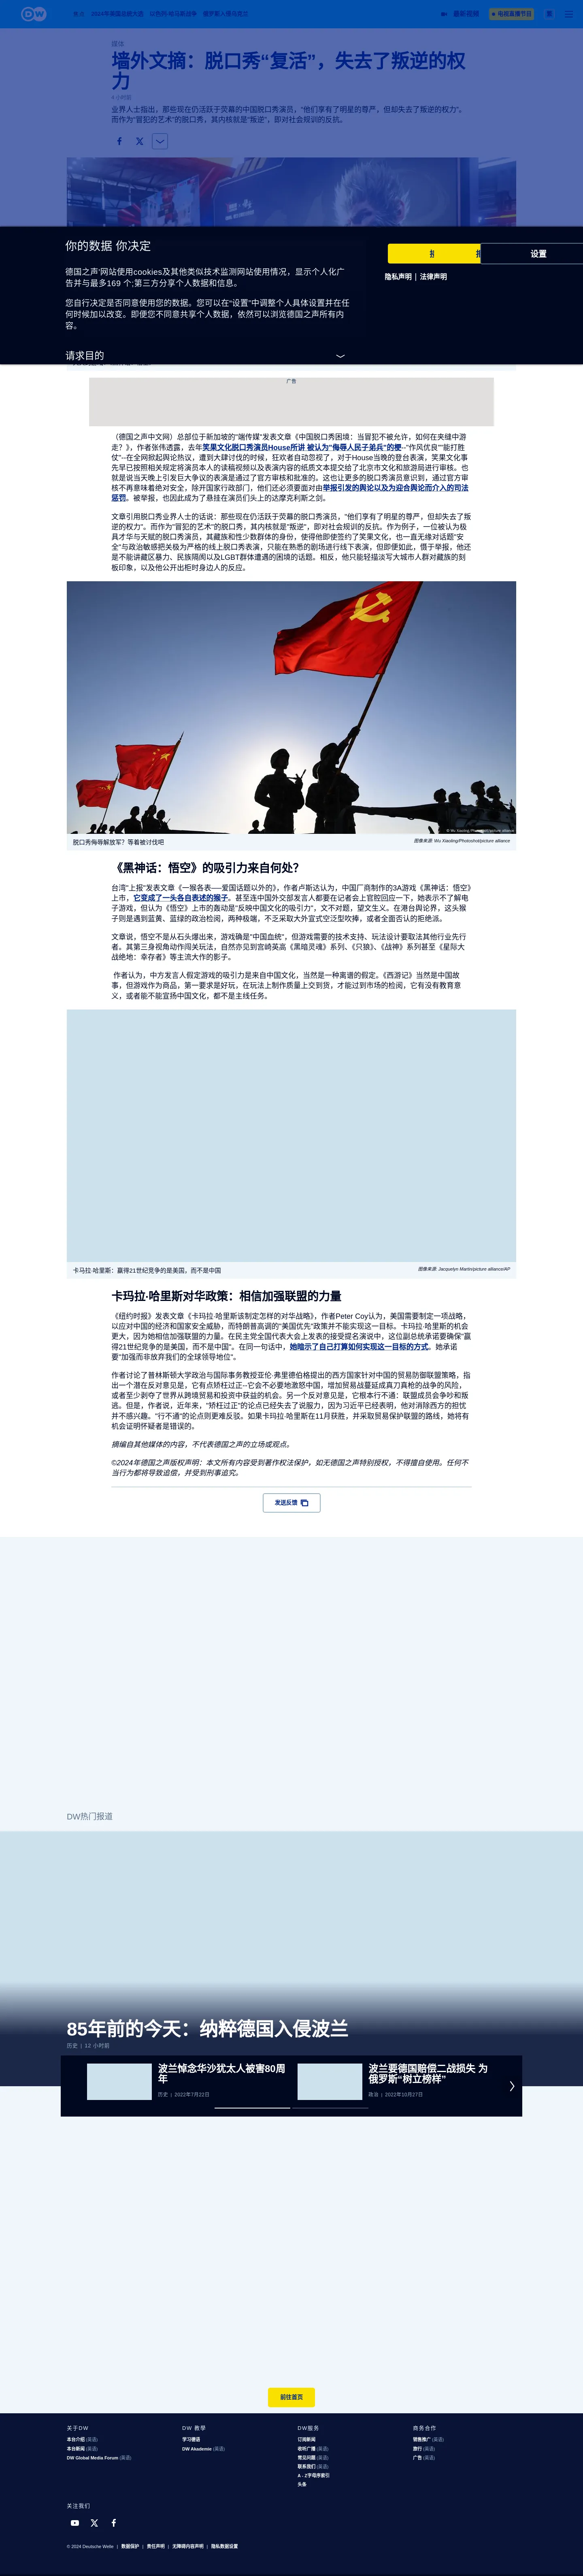 DW
2024年美国总统大选
以色列-哈马斯战争
俄罗斯入侵乌克兰
最新视频
电视直播节目
墙外文摘：脱口秀“复活”，失去了叛逆的权
力
4 小时前
业界人士指出，那些现在仍活跃于荧幕的中国脱口秀演员，“他们享有了明星的尊严，但却失去了叛逆的权力”。
而作为“冒犯的艺术”的脱口秀，其内核就是“叛逆”，即对社会规训的反抗。
你的数据 你决定
德国之声'网站使用cookies及其他类似技术监测网站使用情况，显示个人化广
告与最多169 个;第三方分享个人数据和信息。
您自行决定是否同意使用您的数据。您可以在“设置”中调整个人具体设置并在任
何时候加以改变。即便您不同意共享个人数据，依然可以浏览德国之声所有内
容。
请求目的
设置
隐私声明 | 法律声明
广告
（德国之声中文网）总部位于新加坡的“端传媒”发表文章《中国脱口秀困境：当冒犯不被允许，如何在夹缝中游
走？》，作者张伟透露，去年笑果文化脱口秀演员House所讲 被认为"侮辱人民子弟兵"的梗--"作风优良""能打胜
仗"--在全网掀起舆论热议，遭到大肆讨伐的时候，狂欢者自动忽视了，对于House当晚的登台表演，笑果文化事
先早已按照相关规定将演员本人的读稿视频以及表演内容的纸质文本提交给了北京市文化和旅游局进行审核。也
就是说当天晚上引发巨大争议的表演是通过了官方审核和批准的。这也让更多的脱口秀演员意识到，通过官方审
核不再意味着绝对安全，除开国家行政部门，他们还必须要面对由举报引发的舆论以及为迎合舆论而介入的司法
惩罚。被举报，也因此成为了悬挂在演员们头上的达摩克利斯之剑。
文章引用脱口秀业界人士的话说：那些现在仍活跃于荧幕的脱口秀演员，"他们享有了明星的尊严，但却失去了叛
逆的权力"。而作为"冒犯的艺术"的脱口秀，其内核就是"叛逆"，即对社会规训的反抗。作为例子，一位被认为极
具才华与天赋的脱口秀演员，其藏族和性少数群体的身份，使得他即使签约了笑果文化，也一直无缘对话题"安
全"与政治敏感把关极为严格的线上脱口秀表演，只能在熟悉的剧场进行线下表演，但即便如此，慑于举报，他还
是不能讲藏区暴力、民族隔阂以及LGBT群体遭遇的困境的话题。相反，他只能轻描淡写大城市人群对藏族的刻
板印象，以及他公开出柜时身边人的反应。
脱口秀侮辱解放军？等着被讨伐吧
图像来源: Wu Xiaoling/Photoshot/picture alliance
《黑神话：悟空》的吸引力来自何处？
台湾"上报"发表文章《一猴各表──爱国话题以外的》，作者卢斯达认为，中国厂商制作的3A游戏《黑神话：悟空》
上市，它变成了一头各自表述的猴子。甚至连中国外交部发言人都要在记者会上官腔回应一下，她表示不了解电
子游戏，但认为《悟空》上市的轰动是"反映中国文化的吸引力"，文不对题，望文生义。在港台舆论界，这头猴
子则是遇到蓝黄、蓝绿的政治检阅，两种极端，不乏采取大外宣式空泛型吹捧，或者全面否认的拒绝派。
文章说，悟空不是从石头爆出来，游戏确是"中国血统"，但游戏需要的技术支持、玩法设计要取法其他行业先行
者。其第三身视角动作闯关玩法，自然亦见到宫崎英高《黑暗灵魂》、《只狼》、《战神》系列甚至《星际大
战绝地：幸存者》等主流大作的影子。
作者认为，中方发言人假定游戏的吸引力是来自中国文化，当然是一种离谱的假定。《西游记》当然是中国故
事，但游戏作为商品，第一要求是好玩，在玩法上制作质量上交到货，才能过到市场的检阅，它有没有教育意
义，或者能不能宣扬中国文化，都不是主线任务。
卡马拉·哈里斯：赢得21世纪竞争的是美国，而不是中国
图像来源: Jacquelyn Martin/picture alliance/AP
卡玛拉·哈里斯对华政策：相信加强联盟的力量
《纽约时报》发表文章《卡玛拉·哈里斯该制定怎样的对华战略》，作者Peter Coy认为，美国需要制定一项战略，
以应对中国的经济和国家安全威胁，而特朗普高调的"美国优先"政策并不能实现这一目标。卡玛拉·哈里斯的机会
更大，因为她相信加强联盟的力量。在民主党全国代表大会上发表的接受提名演说中，这位副总统承诺要确保"赢
得21世纪竞争的是美国，而不是中国"。在同一句话中，她暗示了自己打算如何实现这一目标的方式。她承诺
要"加强而非放弃我们的全球领导地位"。
作者讨论了普林斯顿大学政治与国际事务教授亚伦·弗里德伯格提出的西方国家针对中国的贸易防御联盟策略，指
出一个潜在反对意见是，它有点矫枉过正--它会不必要地激怒中国，增加贸易战蔓延成真刀真枪的战争的风险，
或者至少剥夺了世界从跨境贸易和投资中获得的经济机会。另一个反对意见是，它根本行不通：联盟成员会争吵和叛
逃。但是，作者说，近年来，"矫枉过正"的论点已经失去了说服力，因为习近平已经表明，他对消除西方的担忧
并不感兴趣。"行不通"的论点则更难反驳。如果卡玛拉·哈里斯在11月获胜，并采取贸易保护联盟的路线，她将有
机会证明怀疑者是错误的。
摘编自其他媒体的内容，不代表德国之声的立场或观点。
©2024年德国之声版权声明：本文所有内容受到著作权法保护，如无德国之声特别授权，不得擅自使用。任何不
当行为都将导致追偿，并受到刑事追究。
发送反馈
DW热门报道
85年前的今天：纳粹德国入侵波兰
历史 | 12 小时前
波兰悼念华沙犹太人被害80周
年
历史 | 2022年7月22日
波兰要德国赔偿二战损失 为
俄罗斯“树立榜样”
政治 | 2022年10月27日
前往首页
关于DW
本台介绍 (英语)
本台新闻 (英语)
DW Global Media Forum (英语)
DW 教學
学习德语
DW Akademie (英语)
DW服务
订阅新闻
收听广播 (英语)
常见问题 (英语)
联系我们 (英语)
A - Z字母序索引
头条
商务合作
销售推广 (英语)
旅行 (英语)
广告 (英语)
关注我们
© 2024 Deutsche Welle | 数据保护 | 责任声明 | 无障碍内容声明 | 隐私数据设置